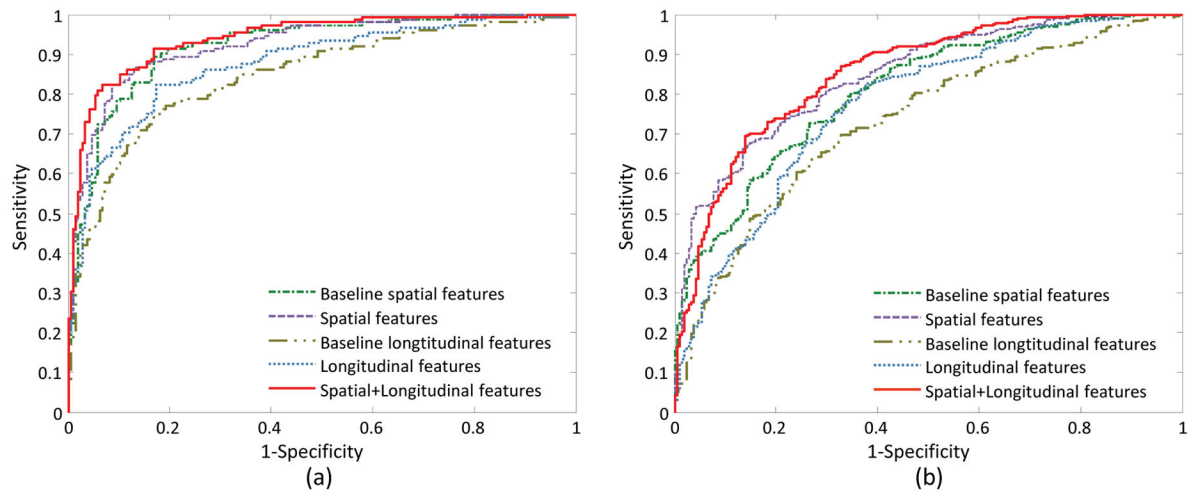 1
0.9
0.8
0.7
0.6
0.5
0.4
0.3
0.2
0.1
0
Sensitivity
Baseline spatial features
Spatial features
Baseline longtitudinal features
Longitudinal features
Spatial+Longitudinal features
0 0.2 0.4 0.6 0.8 1
1-Specificity
(a)
1
0.9
0.8
0.7
0.6
0.5
0.4
0.3
0.2
0.1
0
Sensitivity
Baseline spatial features
Spatial features
Baseline longtitudinal features
Longitudinal features
Spatial+Longitudinal features
0 0.2 0.4 0.6 0.8 1
1-Specificity
(b)